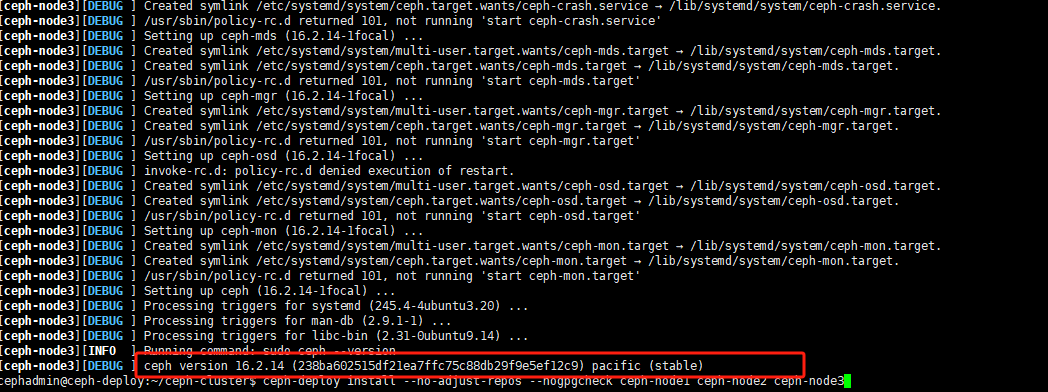 [ceph-node3][DEBUG ] Created symlink /etc/systemd/system/ceph.target.wants/ceph-crash.service → /lib/systemd/system/ceph-crash.service.
[ceph-node3][DEBUG ] /usr/sbin/policy-rc.d returned 101, not running 'start ceph-crash.service'
[ceph-node3][DEBUG ] Setting up ceph-mds (16.2.14-1focal) ...
[ceph-node3][DEBUG ] Created symlink /etc/systemd/system/multi-user.target.wants/ceph-mds.target → /lib/systemd/system/ceph-mds.target.
[ceph-node3][DEBUG ] Created symlink /etc/systemd/system/ceph.target.wants/ceph-mds.target → /lib/systemd/system/ceph-mds.target.
[ceph-node3][DEBUG ] /usr/sbin/policy-rc.d returned 101, not running 'start ceph-mds.target'
[ceph-node3][DEBUG ] Setting up ceph-mgr (16.2.14-1focal) ...
[ceph-node3][DEBUG ] Created symlink /etc/systemd/system/multi-user.target.wants/ceph-mgr.target → /lib/systemd/system/ceph-mgr.target.
[ceph-node3][DEBUG ] Created symlink /etc/systemd/system/ceph.target.wants/ceph-mgr.target → /lib/systemd/system/ceph-mgr.target.
[ceph-node3][DEBUG ] /usr/sbin/policy-rc.d returned 101, not running 'start ceph-mgr.target'
[ceph-node3][DEBUG ] Setting up ceph-osd (16.2.14-1focal) ...
[ceph-node3][DEBUG ] invoke-rc.d: policy-rc.d denied execution of restart.
[ceph-node3][DEBUG ] Created symlink /etc/systemd/system/multi-user.target.wants/ceph-osd.target → /lib/systemd/system/ceph-osd.target.
[ceph-node3][DEBUG ] Created symlink /etc/systemd/system/ceph.target.wants/ceph-osd.target → /lib/systemd/system/ceph-osd.target.
[ceph-node3][DEBUG ] /usr/sbin/policy-rc.d returned 101, not running 'start ceph-osd.target'
[ceph-node3][DEBUG ] Setting up ceph-mon (16.2.14-1focal) ...
[ceph-node3][DEBUG ] Created symlink /etc/systemd/system/multi-user.target.wants/ceph-mon.target → /lib/systemd/system/ceph-mon.target.
[ceph-node3][DEBUG ] Created symlink /etc/systemd/system/ceph.target.wants/ceph-mon.target → /lib/systemd/system/ceph-mon.target.
[ceph-node3][DEBUG ] /usr/sbin/policy-rc.d returned 101, not running 'start ceph-mon.target'
[ceph-node3][DEBUG ] Setting up ceph (16.2.14-1focal) ...
[ceph-node3][DEBUG ] Processing triggers for systemd (245.4-4ubuntu3.20) ...
[ceph-node3][DEBUG ] Processing triggers for man-db (2.9.1-1) ...
[ceph-node3][DEBUG ] Processing triggers for libc-bin (2.31-0ubuntu9.14) ...
[ceph-node3][INFO  ] Running command: sudo ceph --version
[ceph-node3][DEBUG ] ceph version 16.2.14 (238ba602515df21ea7ffc75c88db29f9e5ef12c9) pacific (stable)
cephadmin@ceph-deploy:~/ceph-cluster$ ceph-deploy install --no-adjust-repos --nogpgcheck ceph-node1 ceph-node2 ceph-node3